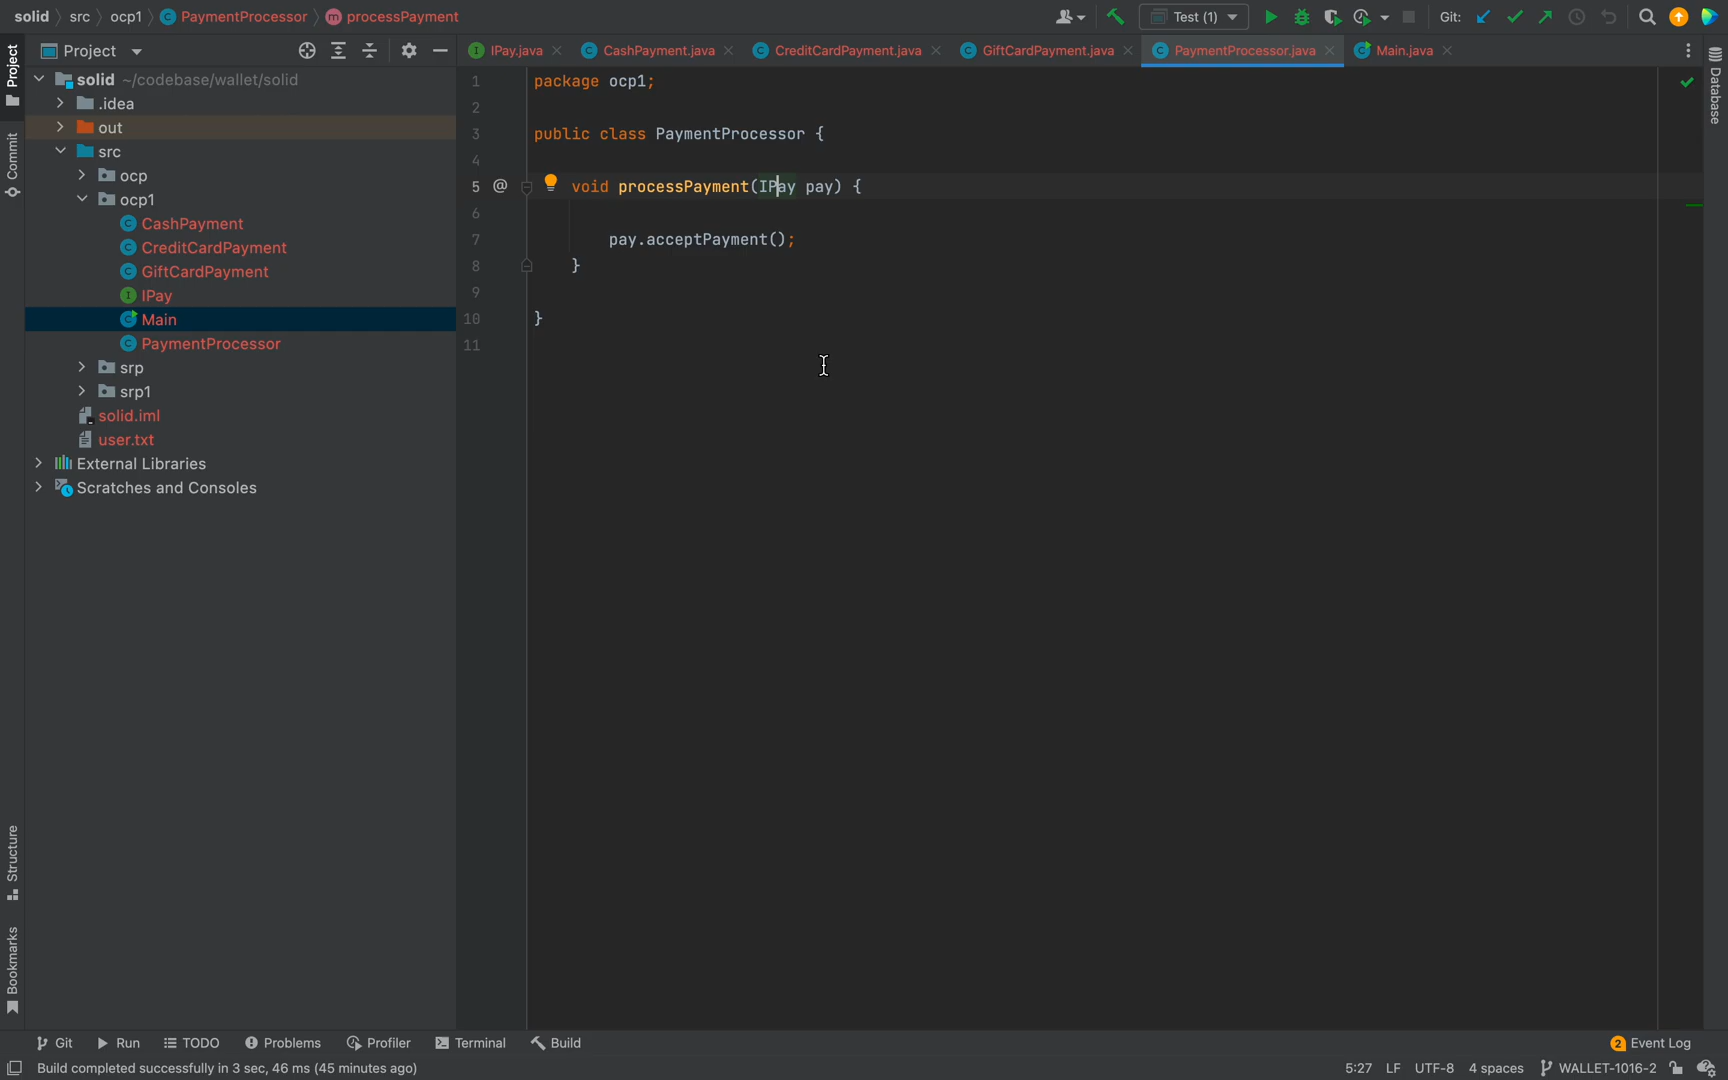 solid src ocp1 PaymentProcessor processPayment
Test (1)
Git:
Project
IPay.java
CashPayment.java
CreditCardPayment.java
GiftCardPayment.java
PaymentProcessor.java
Main.java
Project
Commit
Structure
Bookmarks
Database
solid ~/codebase/wallet/solid
.idea
out
src
ocp
ocp1
CashPayment
CreditCardPayment
GiftCardPayment
IPay
Main
PaymentProcessor
srp
srp1
solid.iml
user.txt
External Libraries
Scratches and Consoles
1 package ocp1;
2
3 public class PaymentProcessor {
4
5 @ void processPayment(IPay pay) {
6
7 pay.acceptPayment();
8 }
9
10 }
11
Git Run TODO Problems Profiler Terminal Build
2 Event Log
Build completed successfully in 3 sec, 46 ms (45 minutes ago)
5:27 LF UTF-8 4 spaces WALLET-1016-2